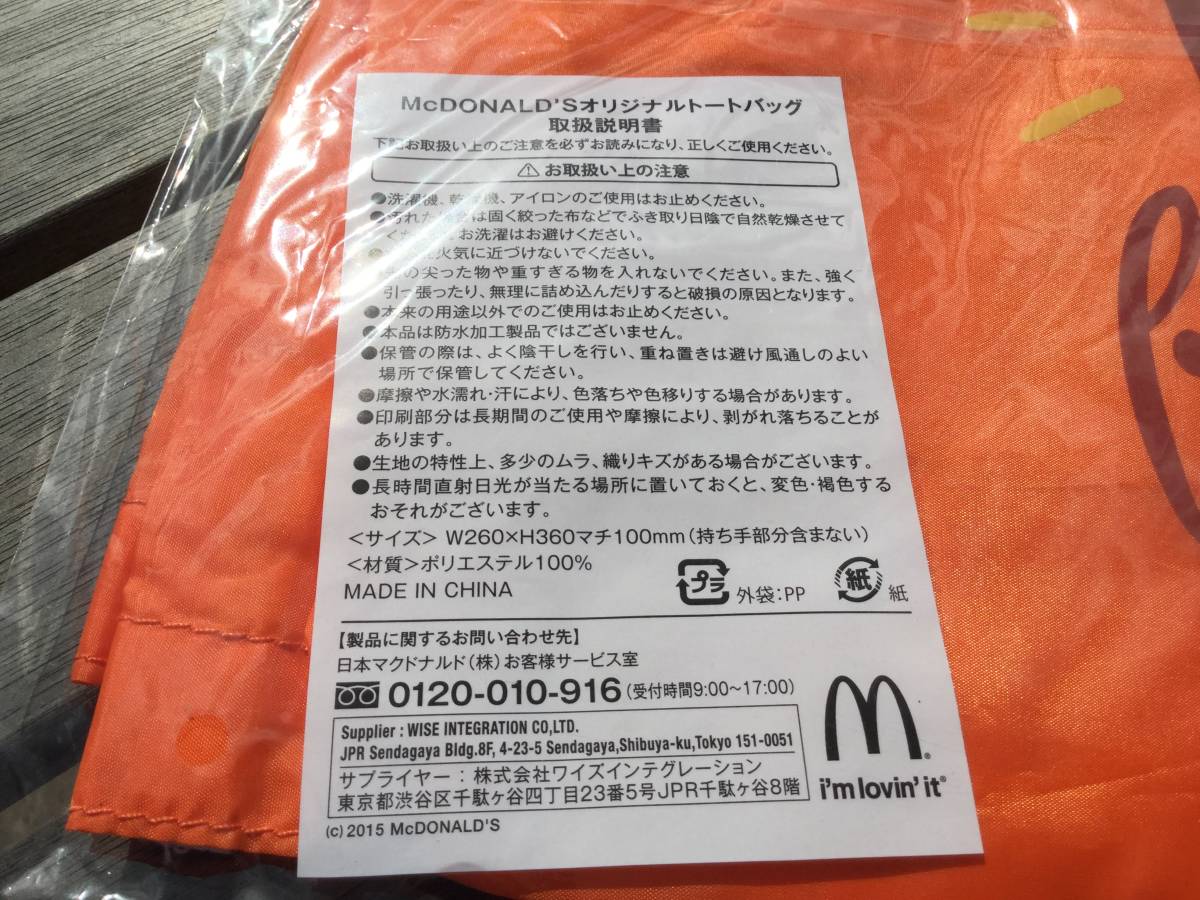 McDONALD'Sオリジナルトートバッグ
取扱説明書
下記お取扱い上のご注意を必ずお読みになり、正しくご使用ください。
お取扱い上の注意
●洗濯機、乾燥機、アイロンのご使用はお止めください。
●汚れた は固く絞った布などでふき取り日陰で自然乾燥させて
く お洗濯はお避けください。
火気に近づけないでください。
の尖った物や重すぎる物を入れないでください。また、強く
引っ張ったり、無理に詰め込んだりすると破損の原因となります。
●本来の用途以外でのご使用はお止めください。
●本品は防水加工製品ではございません。
●保管の際は、よく陰干しを行い、重ね置きは避け風通しのよい
場所で保管してください。
●摩擦や水濡れ・汗により、色落ちや色移りする場合があります。
●印刷部分は長期間のご使用や摩擦により、剥がれ落ちることが
あります。
●生地の特性上、多少のムラ、織りキズがある場合がございます。
●長時間直射日光が当たる場所に置いておくと、変色・褐色する
おそれがございます。
<サイズ> W260×H360マチ100mm(持ち手部分含まない)
<材質>ポリエステル100%
MADE IN CHINA
プラ 外袋:PP 紙 紙
【製品に関するお問い合わせ先】
日本マクドナルド(株)お客様サービス室
0120-010-916(受付時間9:00~17:00)
Supplier : WISE INTEGRATION CO,LTD.
JPR Sendagaya Bldg.8F, 4-23-5 Sendagaya,Shibuya-ku,Tokyo 151-0051
サプライヤー : 株式会社ワイズインテグレーション
東京都渋谷区千駄ヶ谷四丁目23番5号JPR千駄ヶ谷8階
i'm lovin' it®
(c) 2015 McDONALD'S